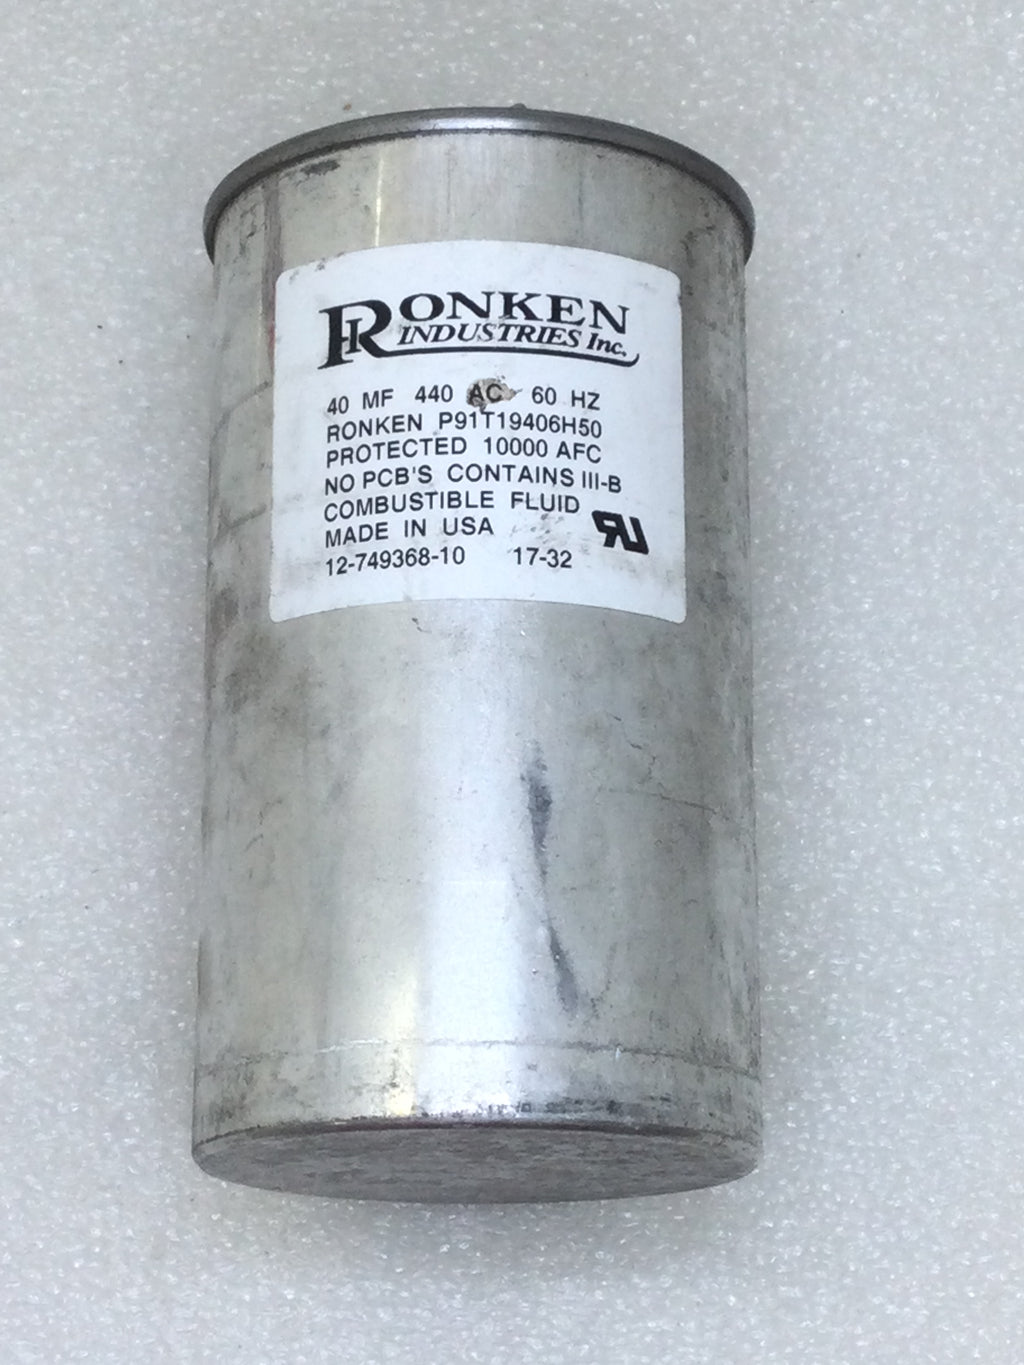 RONKEN
INDUSTRIES Inc.
40 MF 440 AC 60 HZ
RONKEN P91T19406H50
PROTECTED 10000 AFC
NO PCB'S CONTAINS III-B
COMBUSTIBLE FLUID
MADE IN USA
12-749368-10 17-32